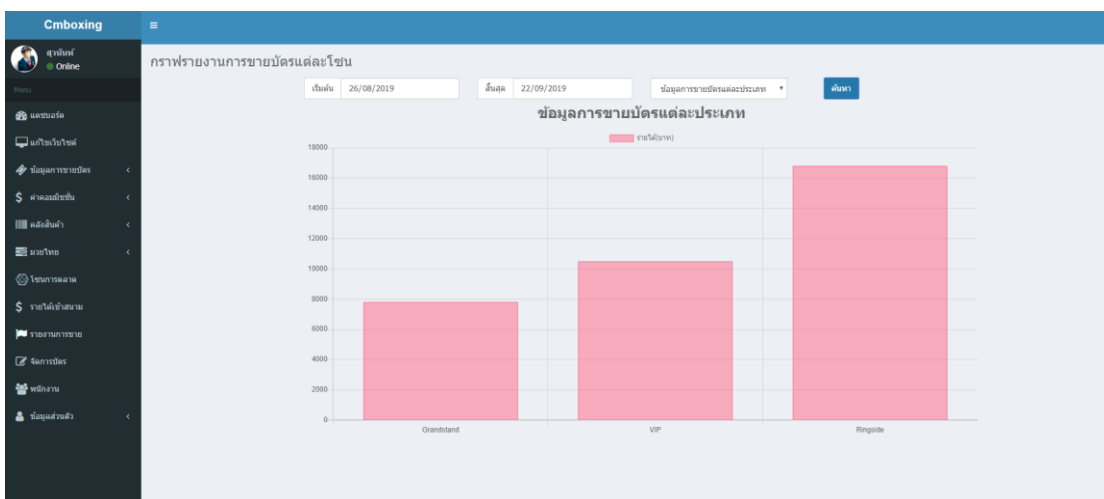 Cmboxing
สุวนันท์
Online
Menu
แดชบอร์ด
แก้ไขเว็บไซต์
ข้อมูลการขายบัตร
ค่าคอมมิชชั่น
คลังสินค้า
มวยไทย
โซนการตลาด
รายได้เข้าสนาม
รายงานการขาย
จัดการบัตร
พนักงาน
ข้อมูลส่วนตัว
กราฟรายงานการขายบัตรแต่ละโซน
เริ่มต้น 26/08/2019 สิ้นสุด 22/09/2019 ข้อมูลการขายบัตรแต่ละประเภท ค้นหา
ข้อมูลการขายบัตรแต่ละประเภท
รายได้(บาท)
18000
16000
14000
12000
10000
8000
6000
4000
2000
0
Grandstand VIP Ringside